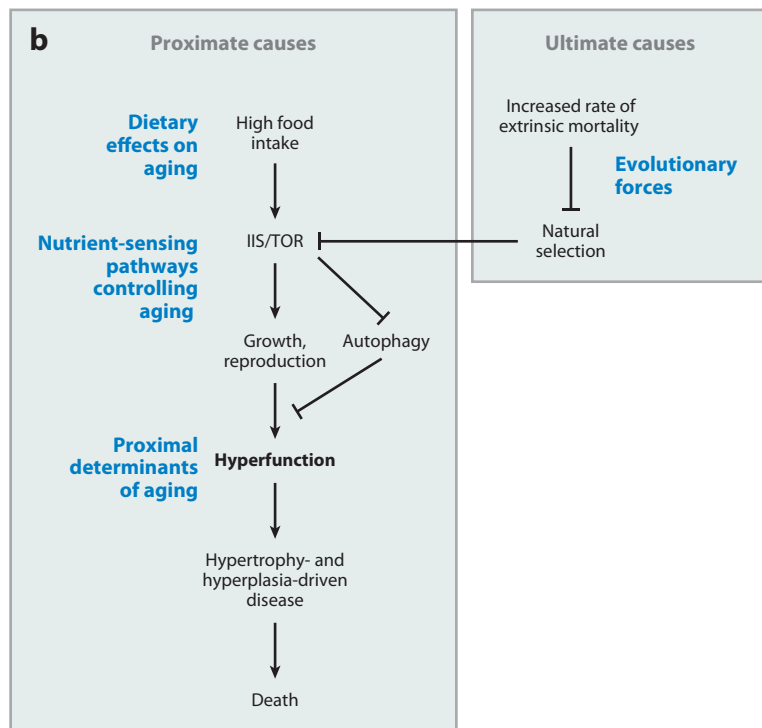 b
Proximate causes
Dietary
effects on
aging
High food
intake
Nutrient-sensing
pathways
controlling
aging
IIS/TOR
Growth,
reproduction
Autophagy
Proximal
determinants
of aging
Hyperfunction
Hypertrophy- and
hyperplasia-driven
disease
Death
Ultimate causes
Increased rate of
extrinsic mortality
Evolutionary
forces
Natural
selection